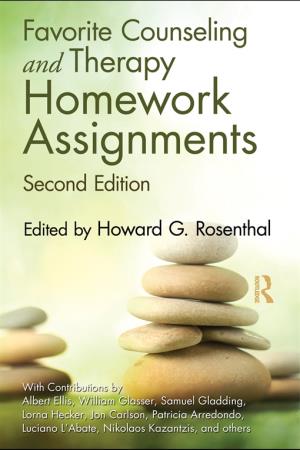 Favorite Counseling
and Therapy
Homework
Assignments
Second Edition
Edited by Howard G. Rosenthal
ROUTLEDGE
With Contributions by
Albert Ellis, William Glasser, Samuel Gladding,
Lorna Hecker, Jon Carlson, Patricia Arredondo,
Luciano L'Abate, Nikolaos Kazantzis, and others